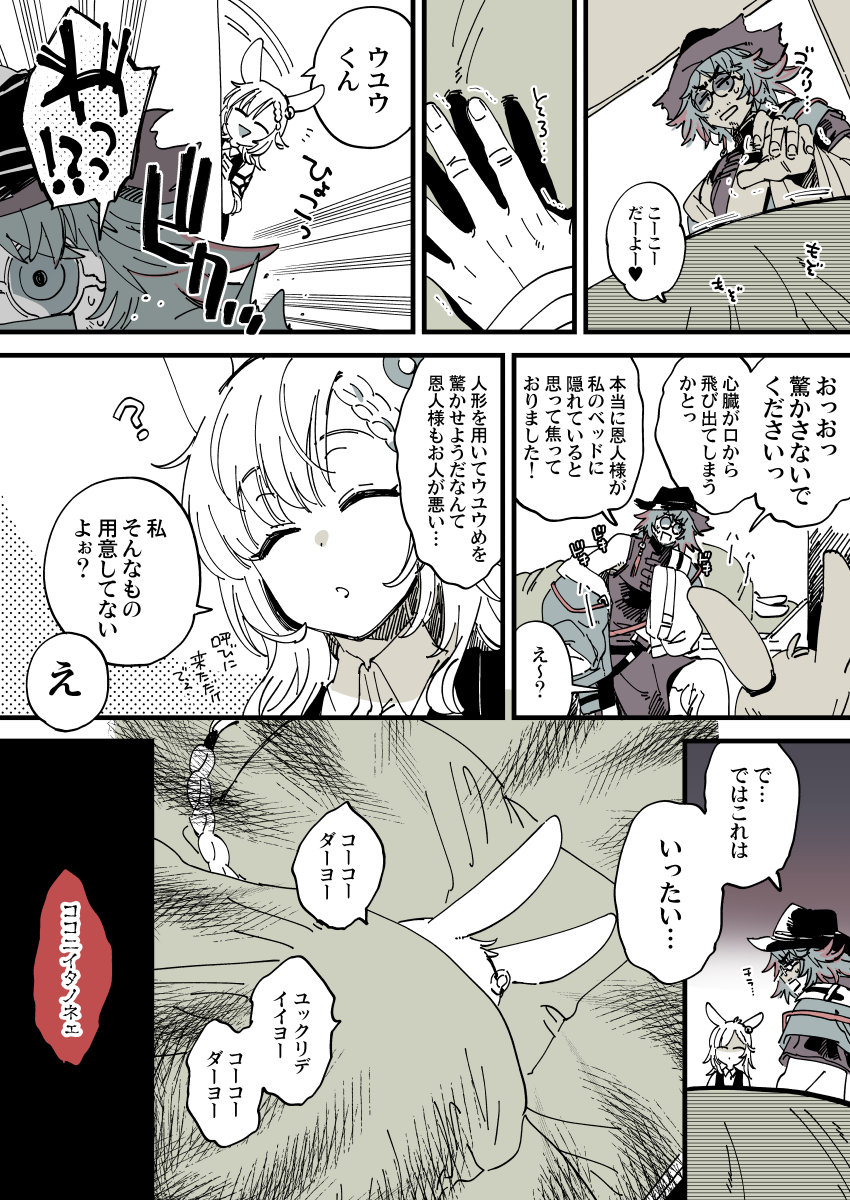 ゴクリ…
こーこー
だーよー♥
もぞ
もぞ
とろ…
ウユウ
くん
ひょこっ
わっっ
!?
ビクッ
おっおっ
驚かさないで
くださいっ
心臓が口から
飛び出てしまう
かとっ
本当に恩人様が
私のベッドに
隠れていると
思って焦って
おりました!
え〜?
人形を用いてウユウめを
驚かせようだなんて
恩人様もお人が悪い…
?
私
そんなもの
用意してない
よぉ?
呼びに
来ただけ
え
で…
ではこれは
いったい…
コーコー
ダーヨー
ユックリデ
イイヨー
コーコー
ダーヨー
ココニイタノネェ